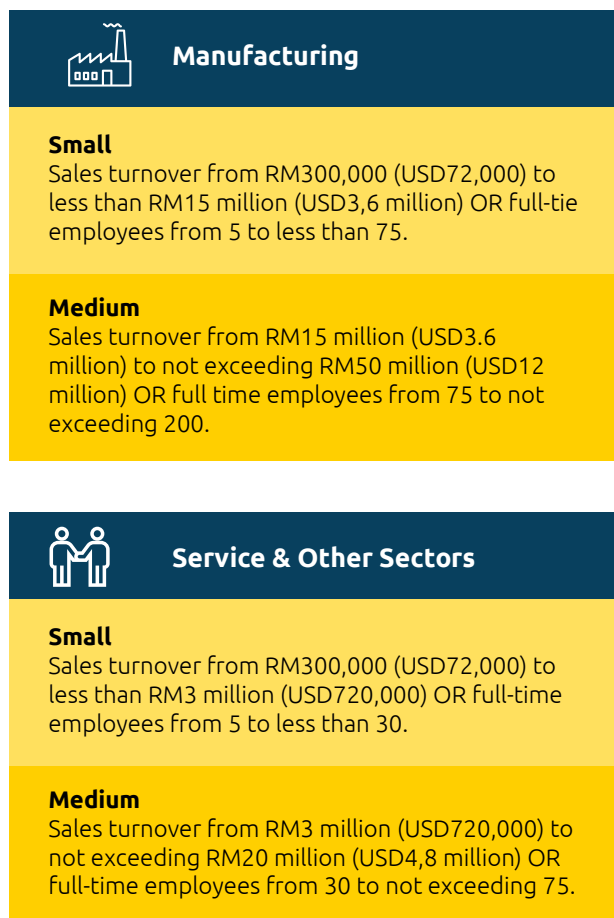 Manufacturing
Small
Sales turnover from RM300,000 (USD72,000) to
less than RM15 million (USD3,6 million) OR full-tie
employees from 5 to less than 75.
Medium
Sales turnover from RM15 million (USD3.6
million) to not exceeding RM50 million (USD12
million) OR full time employees from 75 to not
exceeding 200.
Service & Other Sectors
Small
Sales turnover from RM300,000 (USD72,000) to
less than RM3 million (USD720,000) OR full-time
employees from 5 to less than 30.
Medium
Sales turnover from RM3 million (USD720,000) to
not exceeding RM20 million (USD4,8 million) OR
full-time employees from 30 to not exceeding 75.